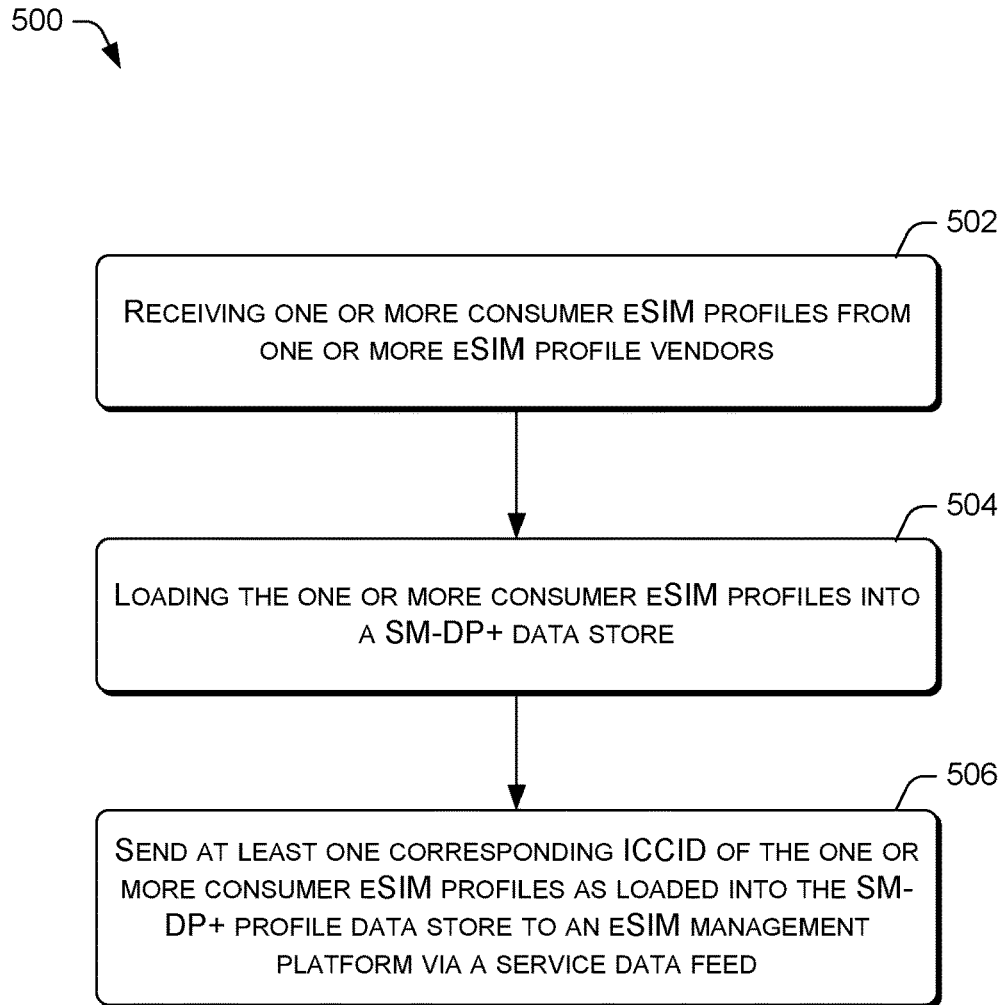 500
502
RECEIVING ONE OR MORE CONSUMER ESIM PROFILES FROM
ONE OR MORE ESIM PROFILE VENDORS
504
LOADING THE ONE OR MORE CONSUMER ESIM PROFILES INTO
A SM-DP+ DATA STORE
506
SEND AT LEAST ONE CORRESPONDING ICCID OF THE ONE OR
MORE CONSUMER ESIM PROFILES AS LOADED INTO THE SM-
DP+ PROFILE DATA STORE TO AN ESIM MANAGEMENT
PLATFORM VIA A SERVICE DATA FEED